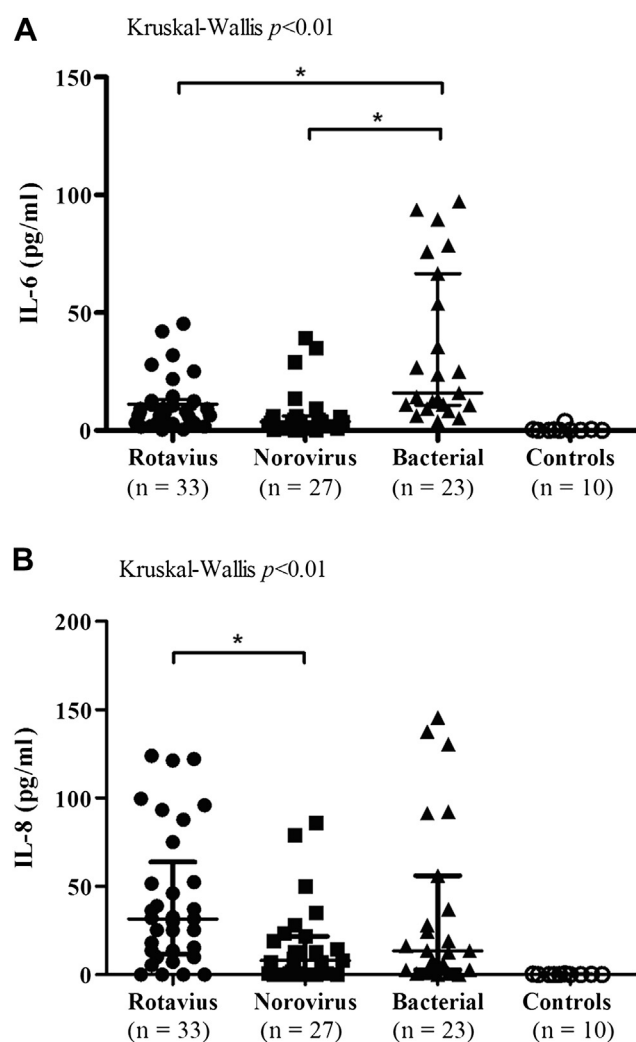 A
Kruskal-Wallis p<0.01
*
*
150
100
50
0
IL-6 (pg/ml)
Rotavius Norovirus Bacterial Controls
(n = 33) (n = 27) (n = 23) (n = 10)
B
Kruskal-Wallis p<0.01
*
200
150
100
50
0
IL-8 (pg/ml)
Rotavius Norovirus Bacterial Controls
(n = 33) (n = 27) (n = 23) (n = 10)